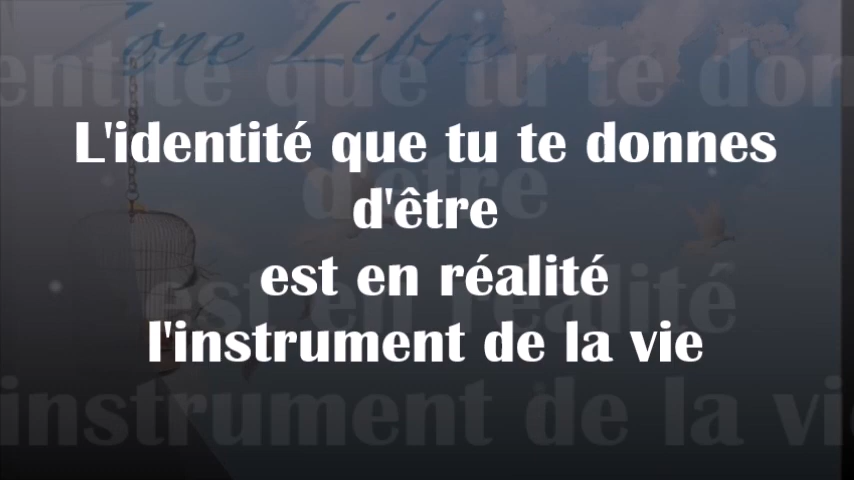 Zone Libre
L'identité que tu te donnes
d'être
est en réalité
l'instrument de la vie